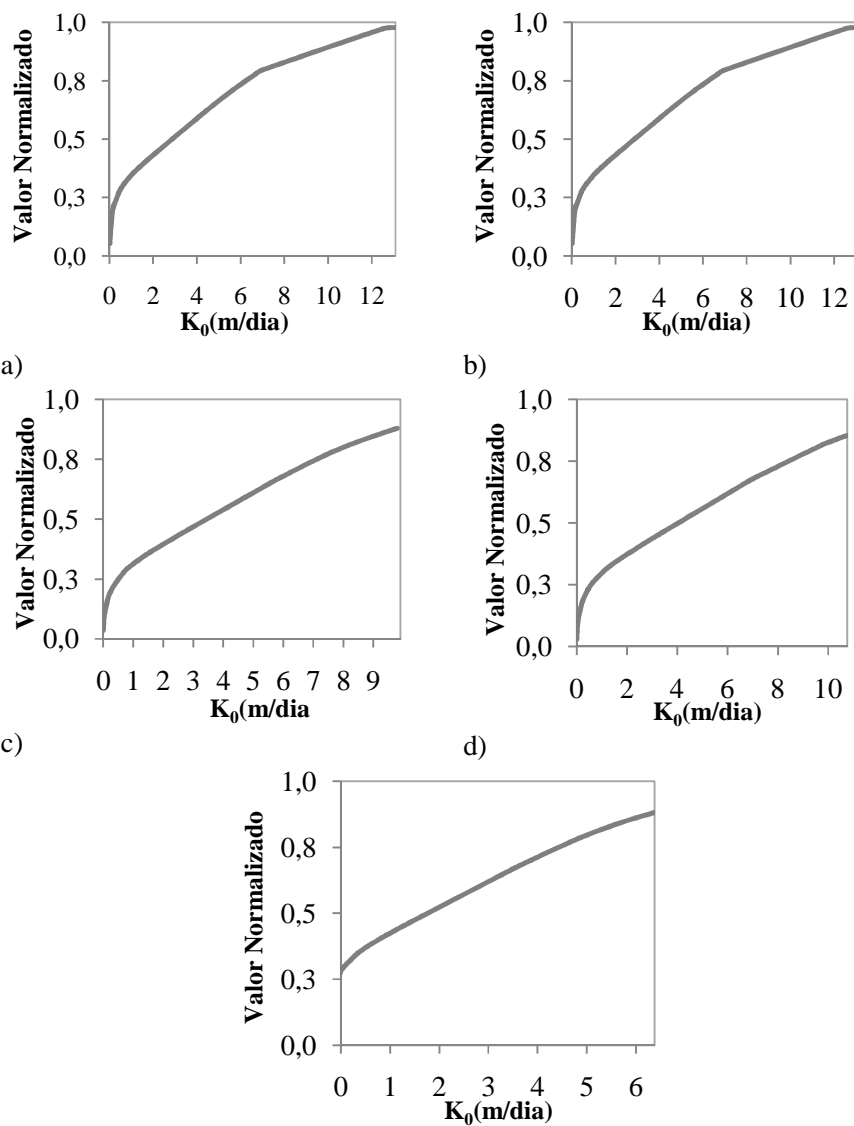 1,0
0,8
0,5
0,3
0,0
Valor Normalizado
0 2 4 6 8 10 12
K0(m/dia)
a)
1,0
0,8
0,5
0,3
0,0
Valor Normalizado
0 2 4 6 8 10 12
K0(m/dia)
b)
1,0
0,8
0,5
0,3
0,0
Valor Normalizado
0 1 2 3 4 5 6 7 8 9
K0(m/dia
c)
1,0
0,8
0,5
0,3
0,0
Valor Normalizado
0 2 4 6 8 10
K0(m/dia)
d)
1,0
0,8
0,5
0,3
0,0
Valor Normalizado
0 1 2 3 4 5 6
K0(m/dia)